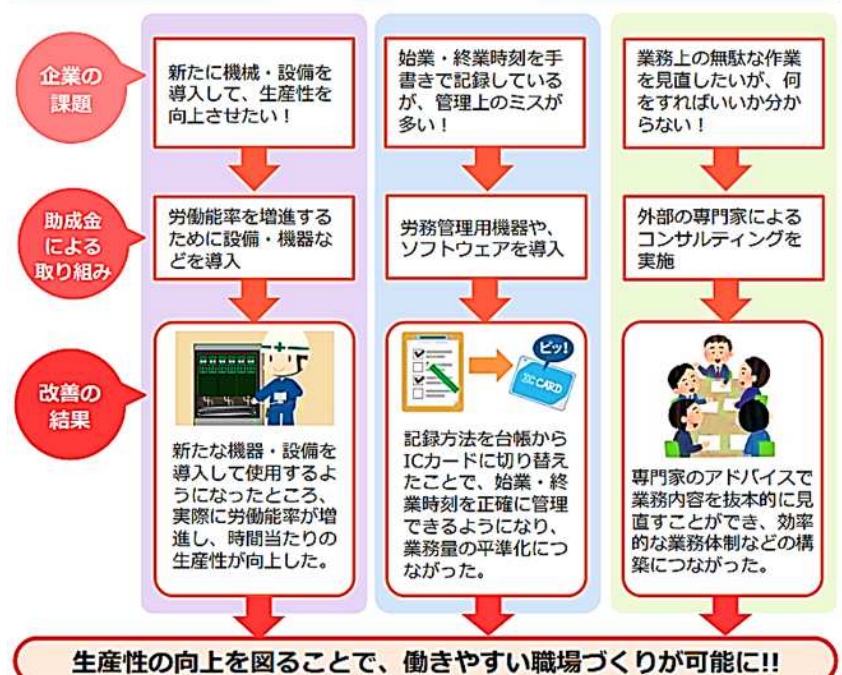 企業の
課題
新たに機械・設備を
導入して、生産性を
向上させたい！
始業・終業時刻を手
書きで記録している
が、管理上のミスが
多い！
業務上の無駄な作業
を見直したいが、何
をすればいいか分か
らない！
助成金
による
取り組み
労働能率を増進する
ために設備・機器な
どを導入
労務管理用機器や、
ソフトウェアを導入
外部の専門家による
コンサルティングを
実施
改善の
結果
新たな機器・設備を
導入して使用するよ
うになったところ、
実際に労働能率が増
進し、時間当たりの
生産性が向上した。
ピッ！
IC CARD
記録方法を台帳から
ICカードに切り替え
たことで、始業・終
業時刻を正確に管理
できるようになり、
業務量の平準化につ
ながった。
専門家のアドバイスで
業務内容を抜本的に見
直すことができ、効率
的な業務体制などの構
築につながった。
生産性の向上を図ることで、働きやすい職場づくりが可能に!!